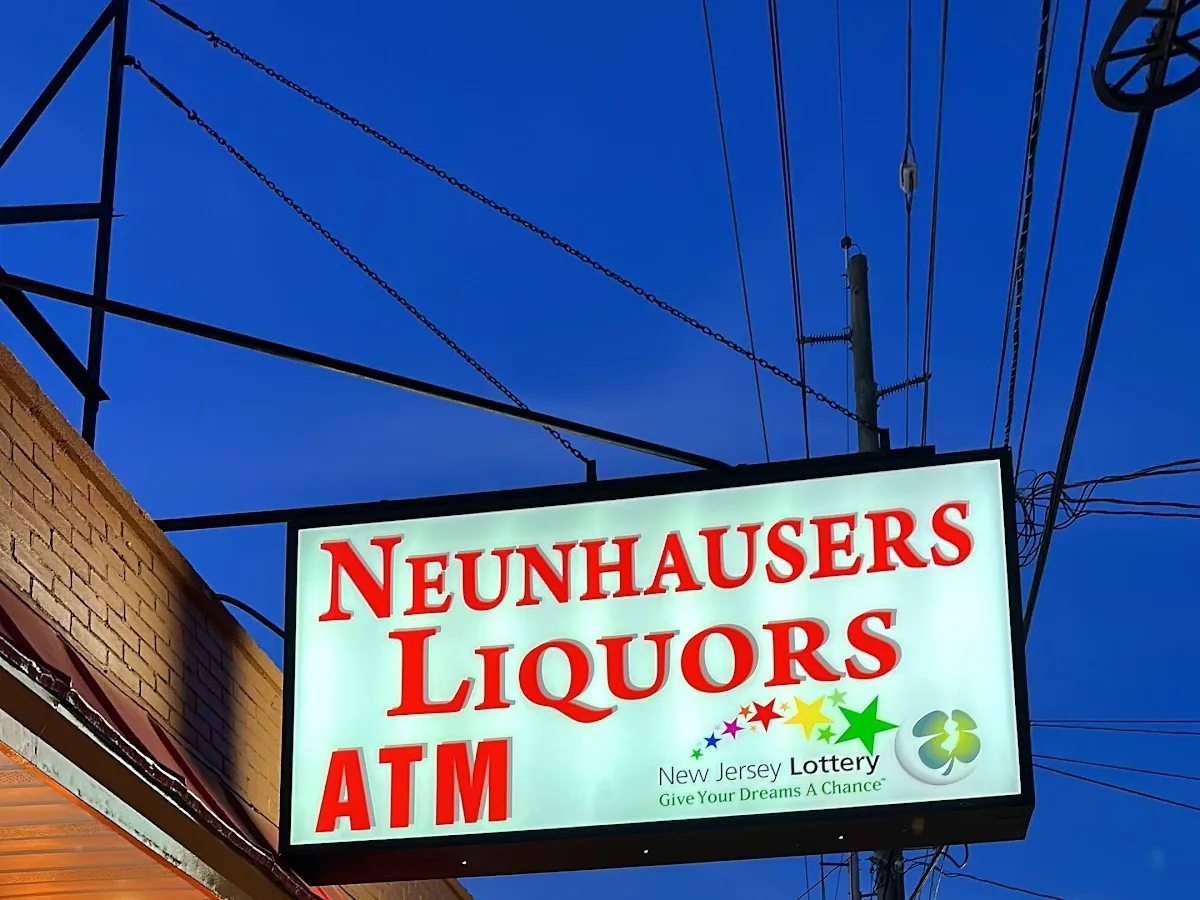 NEUNHAUSERS
LIQUORS
ATM
New Jersey Lottery
Give Your Dreams A Chance™